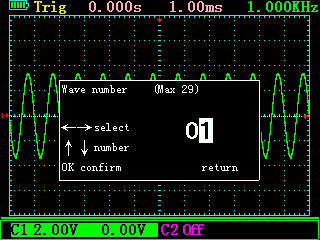 Trig 0.000s 1.00ms 1.000KHz
Wave number (Max 29)
←→select
01
↑ ↓ number
OK confirm return
C1 2.00V 0.00V C2 Off